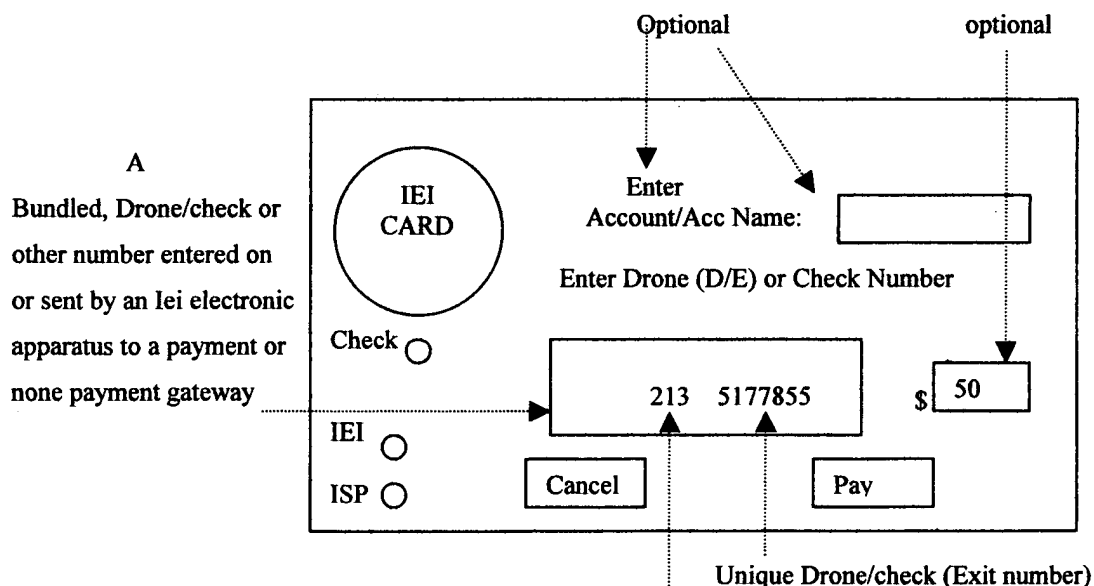 Optional
optional
A
Bundled, Drone/check or
other number entered on
or sent by an Iei electronic
apparatus to a payment or
none payment gateway
IEI
CARD
Enter
Account/Acc Name:
Enter Drone (D/E) or Check Number
Check
213 5177855
$ 50
IEI
ISP
Cancel
Pay
Unique Drone/check (Exit number)